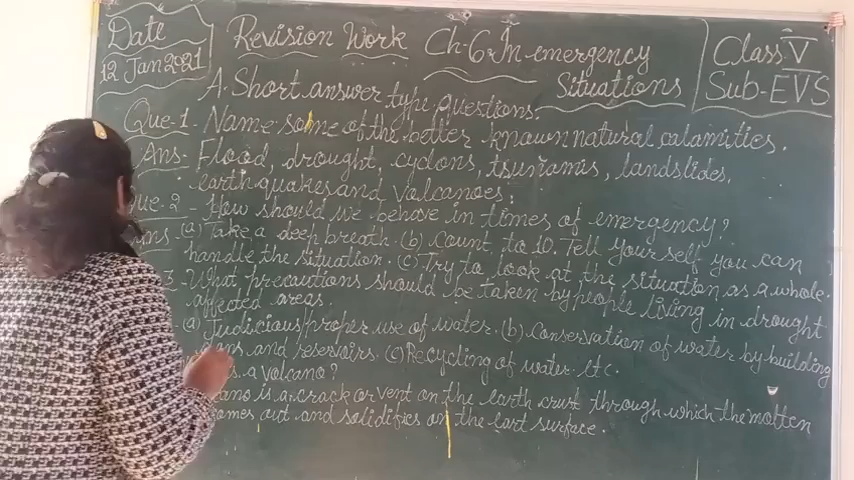 Date
12 Jan 2021
Revision Work Ch-6 In emergency
Situations
Class V
Sub-EVS
A. Short answer type questions.
Que-1- Name some of the better known natural calamities.
Ans- Flood, drought, cyclons, tsunamis, landslides,
earthquakes and volcanoes.
Que-2 - How should we behave in times of emergency?
Ans- (a) Take a deep breath. (b) Count to 10. Tell your self you can
handle the situation. (c) Try to look at the situation as a whole.
3- What precautions should be taken by people living in drought
affected areas.
(a) Judicious/proper use of water. (b) Conservation of water by building
and reservoirs. (c) Recycling of water etc.
a volcano?
is a crack or vent on the earth crust through which the molten
out and solidifies on the eart surface.